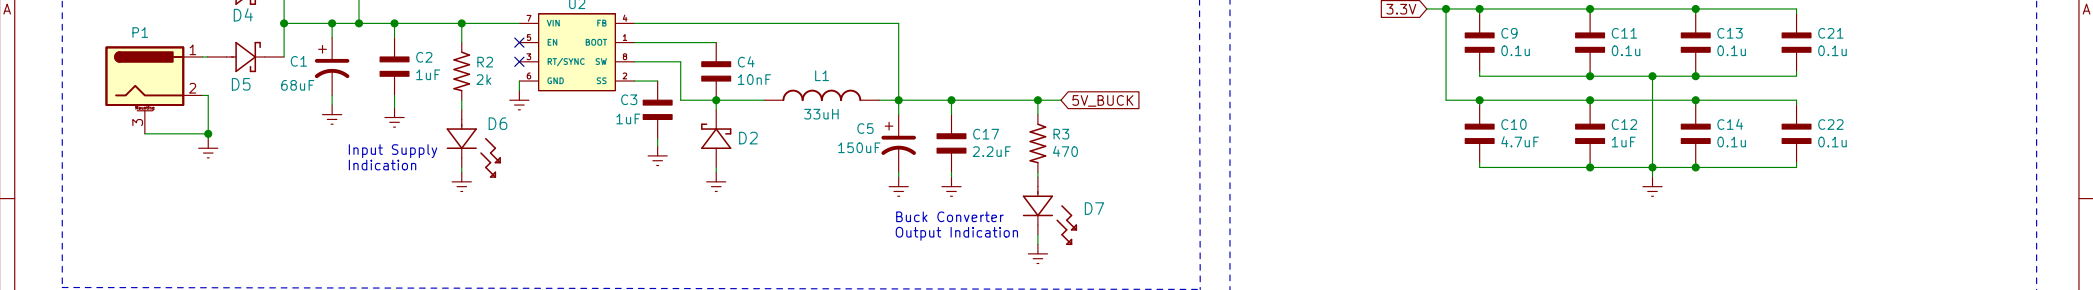 A
D4
P1
1
2
3
D5
C1
68uF
C2
1uF
R2
2k
D6
Input Supply
Indication
U2
7 VIN FB 4
5 EN BOOT 1
3 RT/SYNC SW 8
6 GND SS 2
C3
1uF
C4
10nF
D2
L1
33uH
C5
150uF
C17
2.2uF
5V_BUCK
R3
470
D7
Buck Converter
Output Indication
3.3V
C9
0.1u
C11
0.1u
C13
0.1u
C21
0.1u
C10
4.7uF
C12
1uF
C14
0.1u
C22
0.1u
A